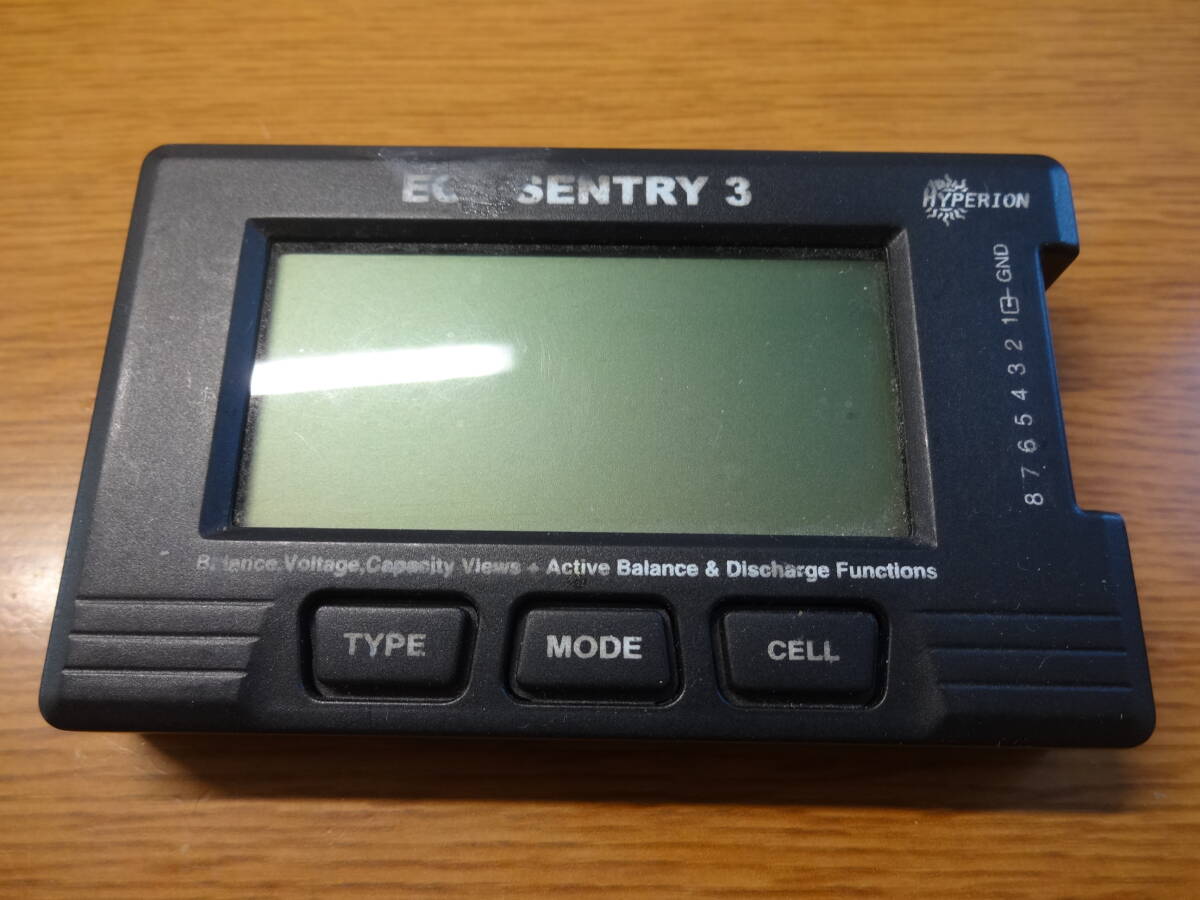 SENTRY 3
HYPERION
GND
8 7 6 5 4 3 2 1
Balance,Voltage,Capacity Views + Active Balance & Discharge Functions
TYPE
MODE
CELL